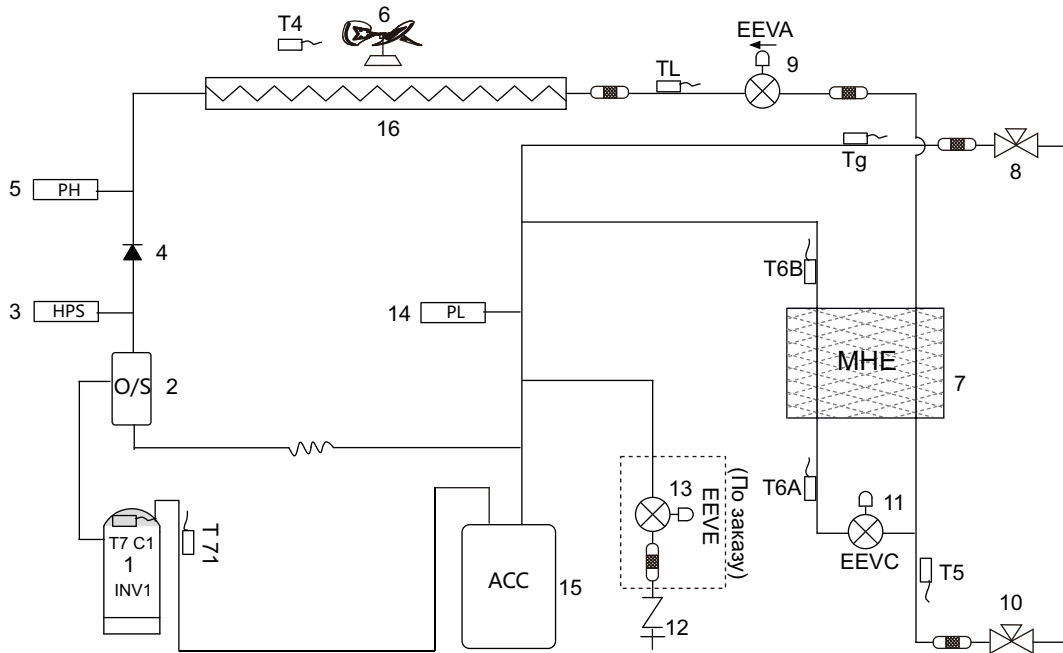 T4
6
EEVA
9
TL
16
Tg
8
5
PH
4
T6B
3
HPS
14
PL
MHE
7
O/S
2
T6A
13
EEVE
(По заказу)
11
EEVC
T7 C1
1
INV1
T 71
ACC
15
12
T5
10